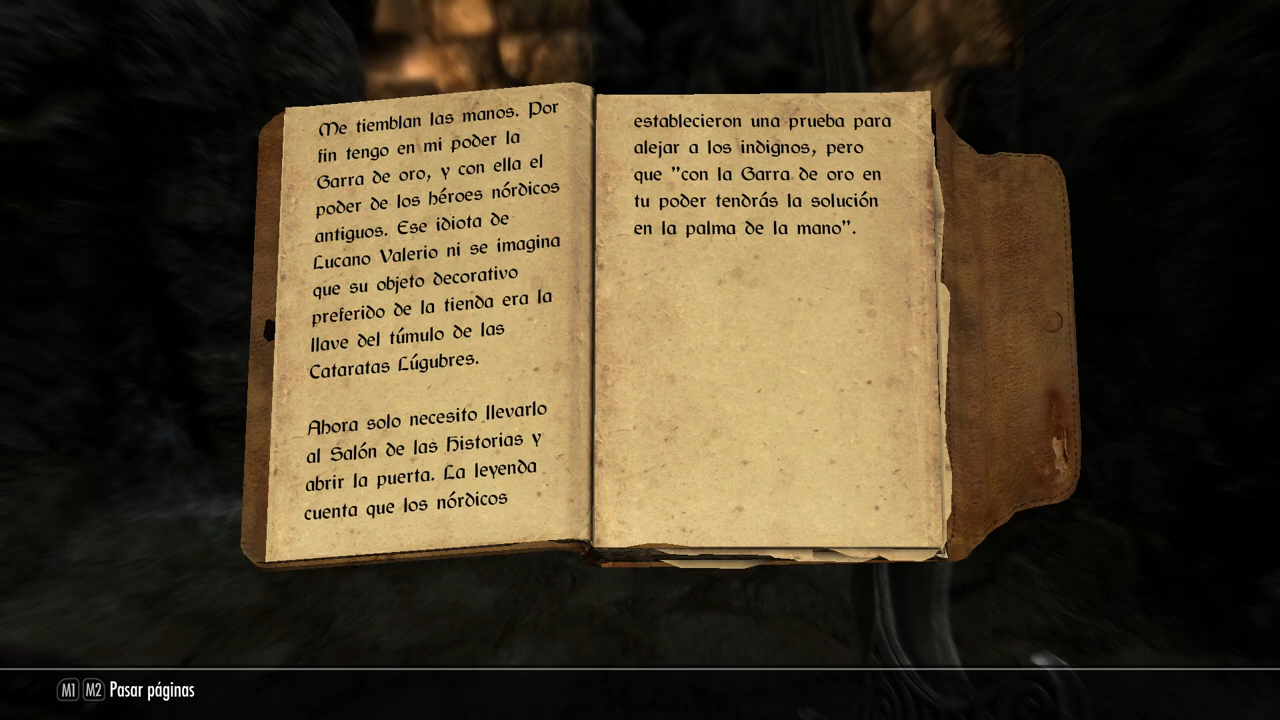 Me tiemblan las manos. Por
fin tengo en mi poder la
Garra de oro, y con ella el
poder de los héroes nórdicos
antiguos. Ese idiota de
Lucano Valerio ni se imagina
que su objeto decorativo
preferido de la tienda era la
llave del túmulo de las
Cataratas Lúgubres.
Ahora solo necesito llevarlo
al Salón de las Historias y
abrir la puerta. La leyenda
cuenta que los nórdicos
establecieron una prueba para
alejar a los indignos, pero
que "con la Garra de oro en
tu poder tendrás la solución
en la palma de la mano".
M1 M2 Pasar páginas